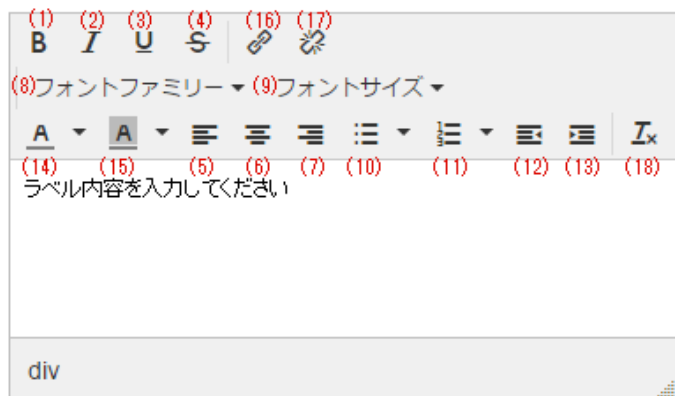 (1) (2) (3) (4) (16) (17)
B I U S
(8)フォントファミリー (9)フォントサイズ
A A
(14) (15) (5) (6) (7) (10) (11) (12) (13) (18)
ラベル内容を入力してください
div